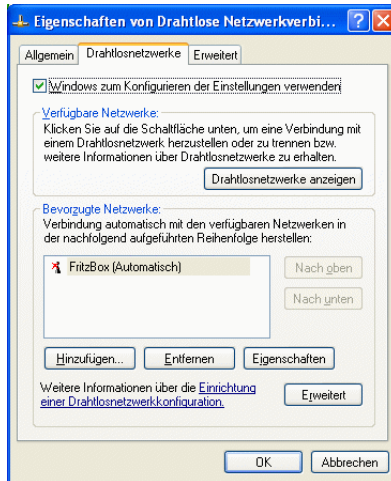 Eigenschaften von Drahtlose Netzwerkverbi...
Allgemein Drahtlosnetzwerke Erweitert
Windows zum Konfigurieren der Einstellungen verwenden
Verfügbare Netzwerke:
Klicken Sie auf die Schaltfläche unten, um eine Verbindung mit
einem Drahtlosnetzwerk herzustellen oder zu trennen bzw.
weitere Informationen über Drahtlosnetzwerke zu erhalten.
Drahtlosnetzwerke anzeigen
Bevorzugte Netzwerke:
Verbindung automatisch mit den verfügbaren Netzwerken in
der nachfolgend aufgeführten Reihenfolge herstellen:
FritzBox (Automatisch)
Nach oben
Nach unten
Hinzufügen... Entfernen Eigenschaften
Weitere Informationen über die Einrichtung
einer Drahtlosnetzwerkkonfiguration.
Erweitert
OK Abbrechen